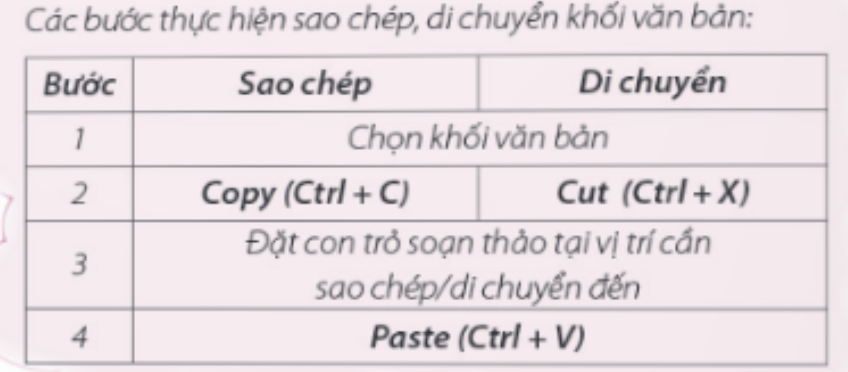 Các bước thực hiện sao chép, di chuyển khối văn bản:
Bước Sao chép Di chuyển
1 Chọn khối văn bản
2 Copy (Ctrl + C) Cut (Ctrl + X)
3 Đặt con trỏ soạn thảo tại vị trí cần
sao chép/di chuyển đến
4 Paste (Ctrl + V)